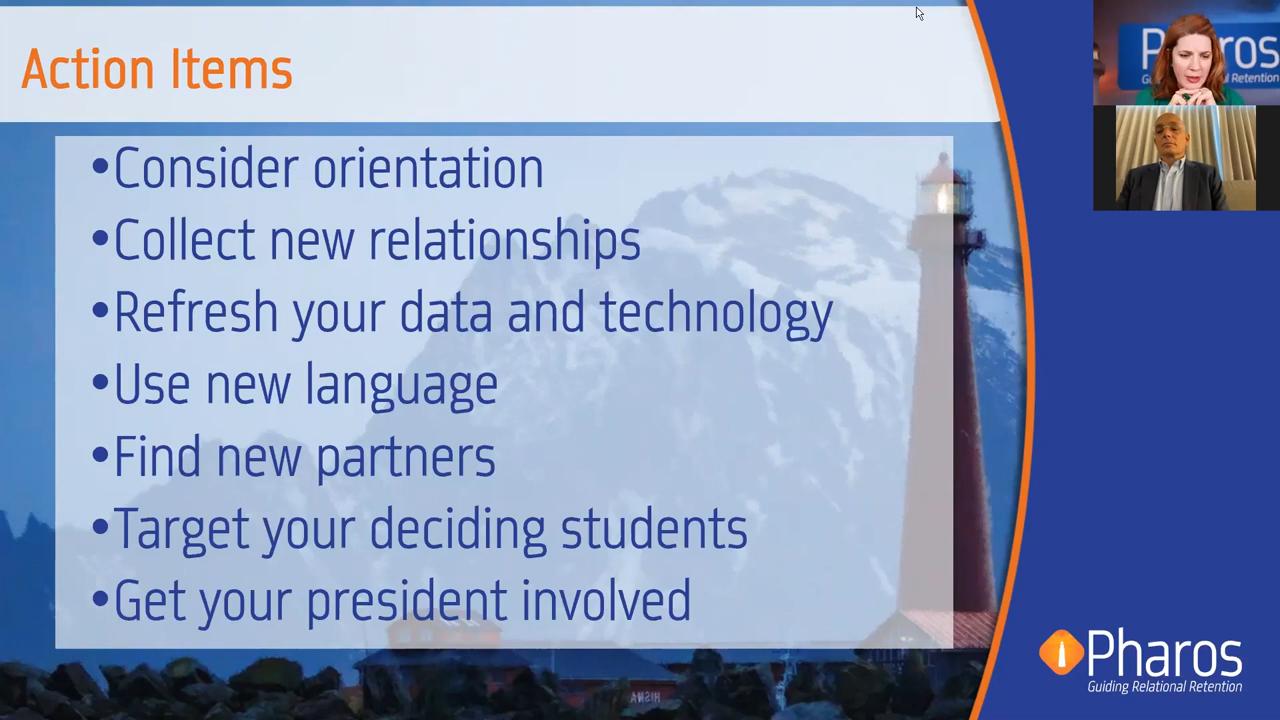 Action Items
•Consider orientation
•Collect new relationships
•Refresh your data and technology
•Use new language
•Find new partners
•Target your deciding students
•Get your president involved
Pharos
Guiding Relational Retention